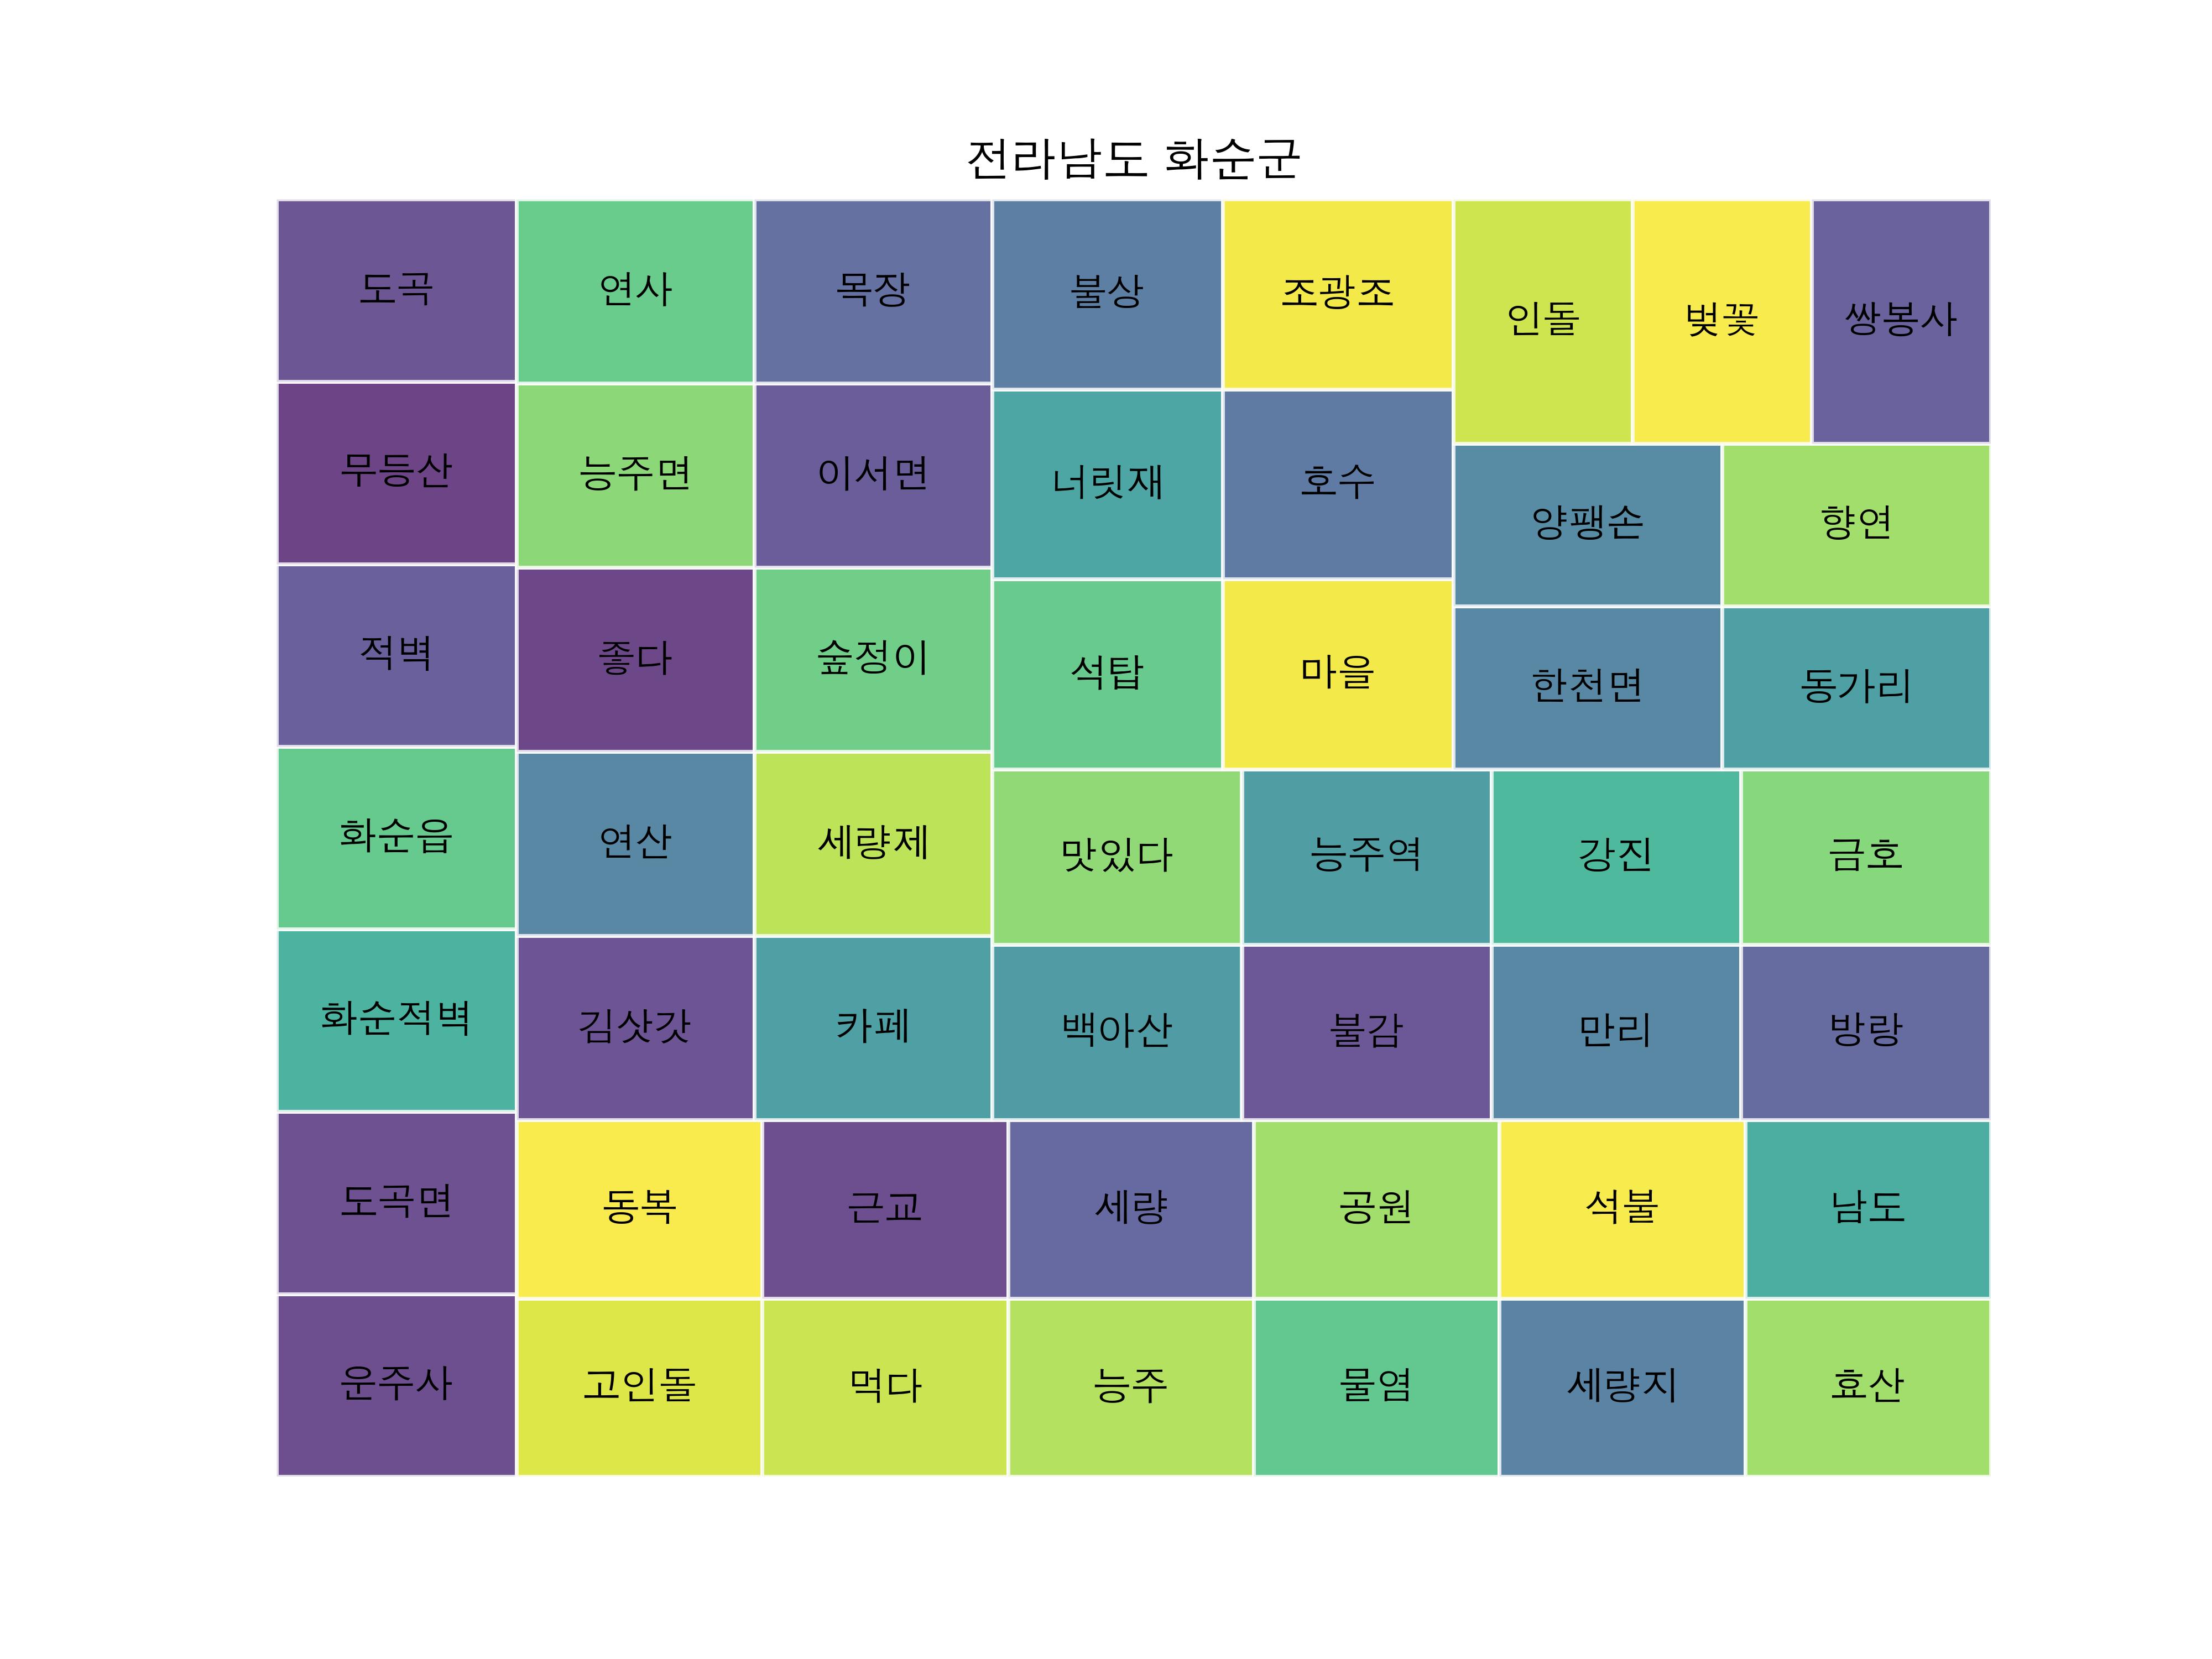 전라남도 화순군
도곡 연사 목장 불상 조광조 인돌 벚꽃 쌍봉사
무등산 능주면 이서면 너릿재 호수 양팽손 향연
적벽 좋다 숲정이 석탑 마을 한천면 동가리
화순읍 연산 세량제 맛있다 능주역 강진 금호
화순적벽 김삿갓 카페 백아산 불감 만리 방랑
도곡면 동복 근교 세량 공원 석불 남도
운주사 고인돌 먹다 능주 물염 세량지 효산